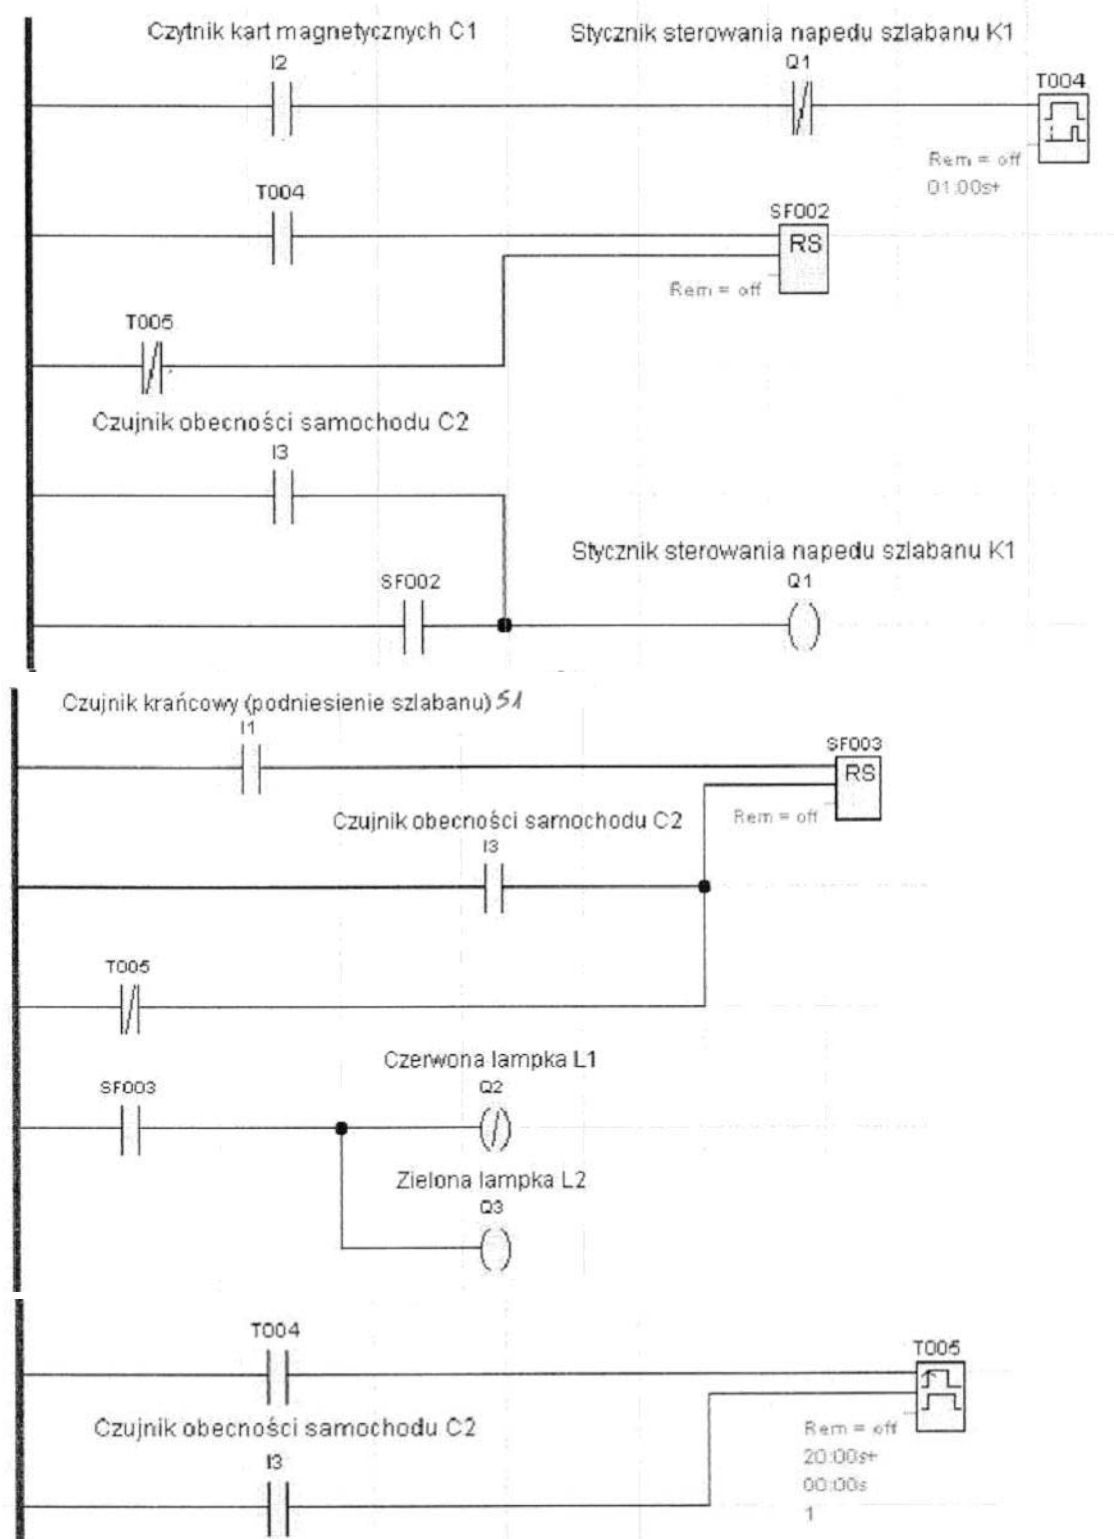 Czytnik kart magnetycznych C1
Stycznik sterowania napedu szlabanu K1
I2
Q1
T004
Rem = off
01:00s+
T004
SF002
RS
Rem = off
T005
Czujnik obecności samochodu C2
I3
Stycznik sterowania napedu szlabanu K1
SF002
Q1
Czujnik krańcowy (podniesienie szlabanu) S1
I1
SF003
RS
Rem = off
Czujnik obecności samochodu C2
I3
T005
Czerwona lampka L1
SF003
Q2
Zielona lampka L2
Q3
T004
T005
Czujnik obecności samochodu C2
Rem = off
I3
20:00s+
00:00s
1